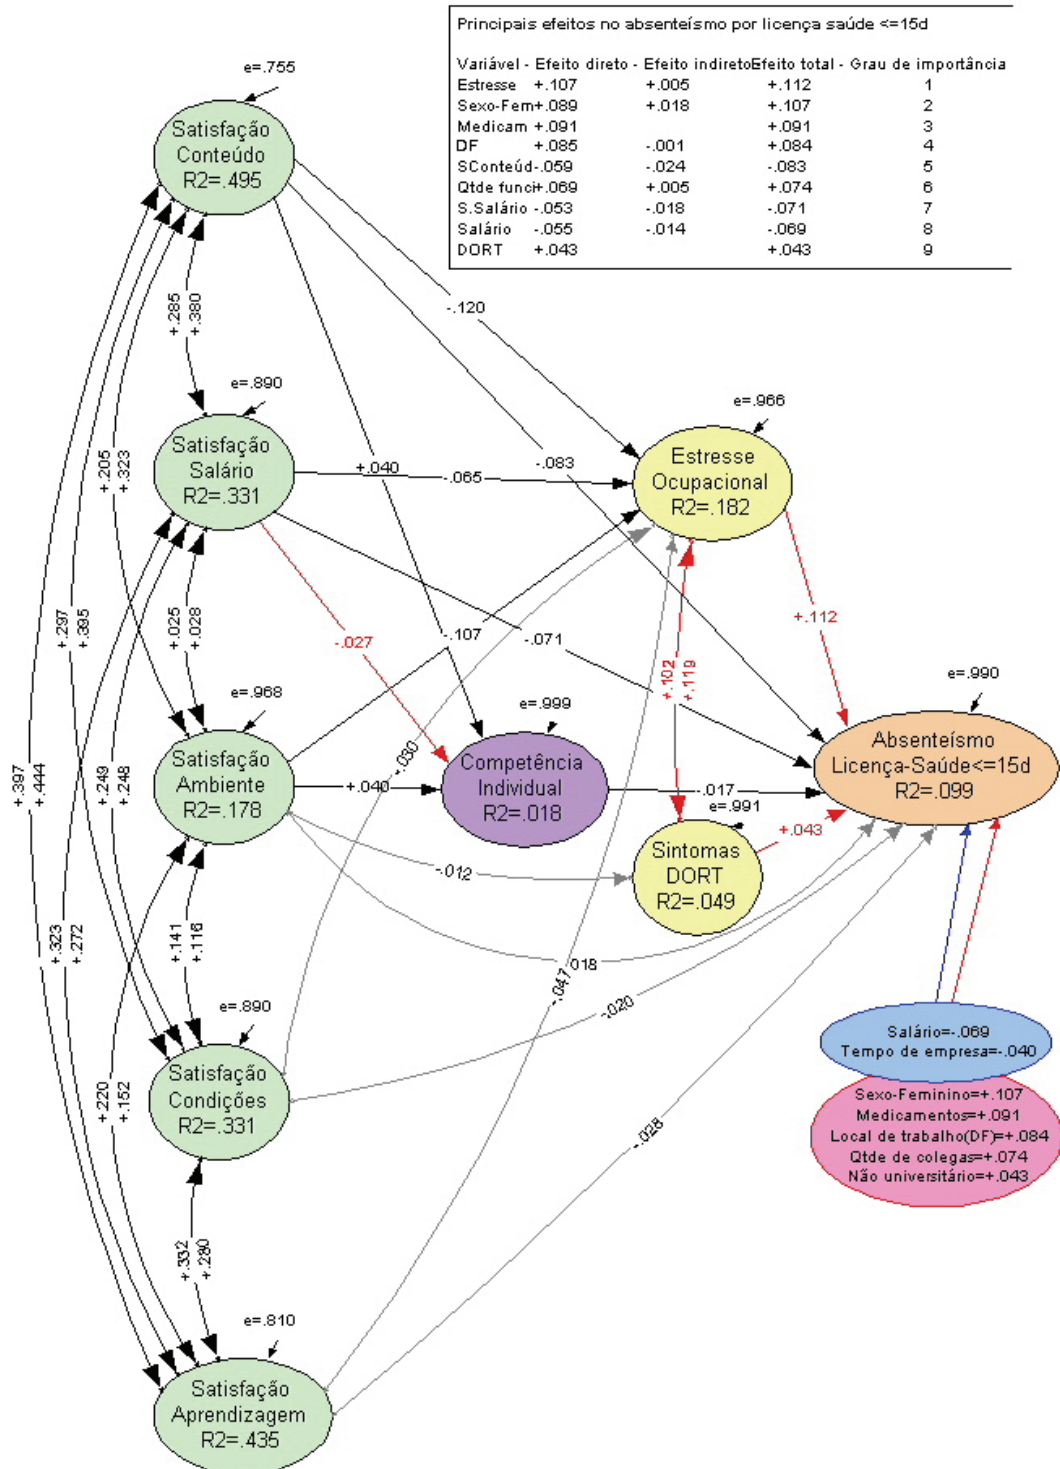 Principais efeitos no absenteísmo por licença saúde <=15d
Variável - Efeito direto - Efeito indireto Efeito total - Grau de importância
Estresse +.107 +.005 +.112 1
Sexo-Fem +.089 +.018 +.107 2
Medicam +.091 +.091 3
DF +.085 -.001 +.084 4
SConteúd -.059 -.024 -.083 5
Qtde funci +.069 +.005 +.074 6
S.Salário -.053 -.018 -.071 7
Salário -.055 -.014 -.069 8
DORT +.043 +.043 9
e=.755
Satisfação
Conteúdo
R2=.495
+.285
+.380
-.120
e=.890
Satisfação
Salário
R2=.331
+.040
-.065
-.083
e=.966
Estresse
Ocupacional
R2=.182
+.205
+.323
+.297
+.395
+.025
+.028
-.027
-.107
-.071
+.102
+.119
+.112
e=.968
Satisfação
Ambiente
R2=.178
-.030
+.040
e=.999
Competência
Individual
R2=.018
-.017
e=.990
Absenteísmo
Licença-Saúde<=15d
R2=.099
e=.991
Sintomas
DORT
R2=.049
+.043
-.012
+.397
+.444
+.249
+.248
+.323
+.272
+.141
+.116
.018
-.047
-.020
e=.890
Satisfação
Condições
R2=.331
+.220
+.152
-.028
Salário=-.069
Tempo de empresa=-.040
Sexo-Feminino=+.107
Medicamentos=+.091
Local de trabalho(DF)=+.084
Qtde de colegas=+.074
Não universitário=+.043
+.332
+.280
e=.810
Satisfação
Aprendizagem
R2=.435